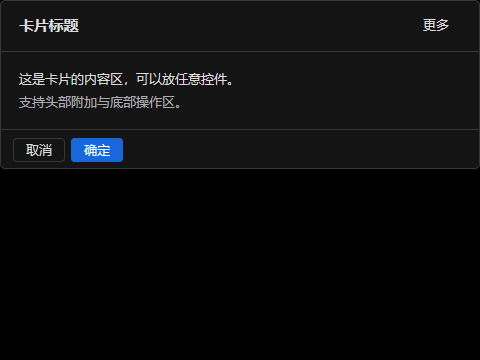 卡片标题
更多
这是卡片的内容区，可以放任意控件。
支持头部附加与底部操作区。
取消
确定